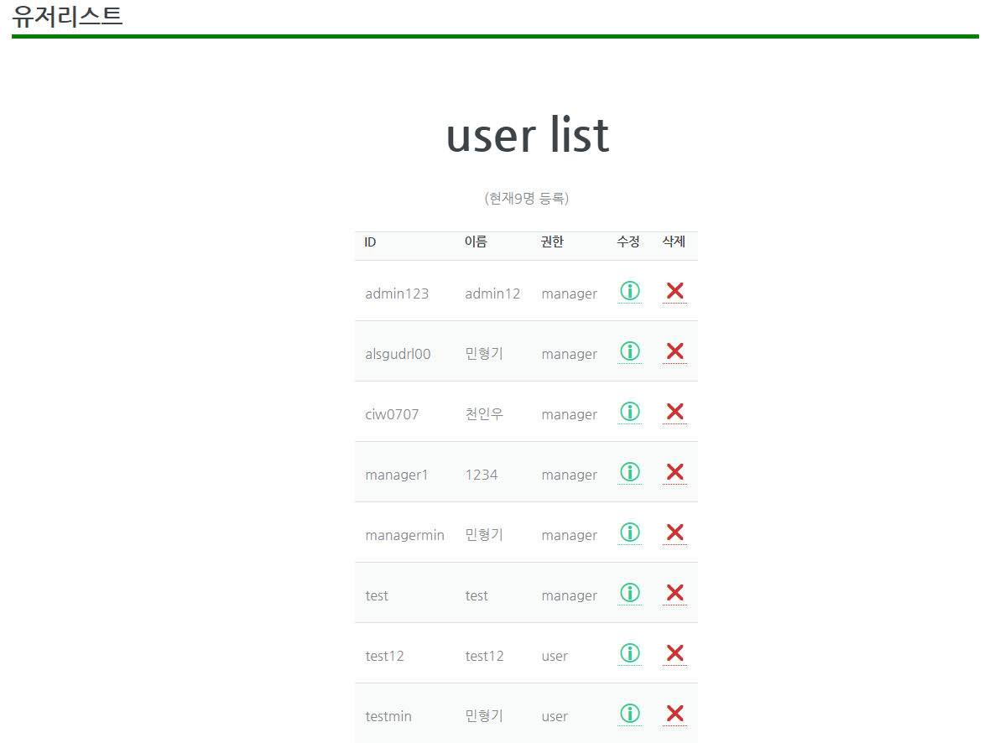 유저리스트
user list
(현재9명 등록)
ID 이름 권한 수정 삭제
admin123 admin12 manager
alsgudrl00 민형기 manager
ciw0707 천인우 manager
manager1 1234 manager
managermin 민형기 manager
test test manager
test12 test12 user
testmin 민형기 user